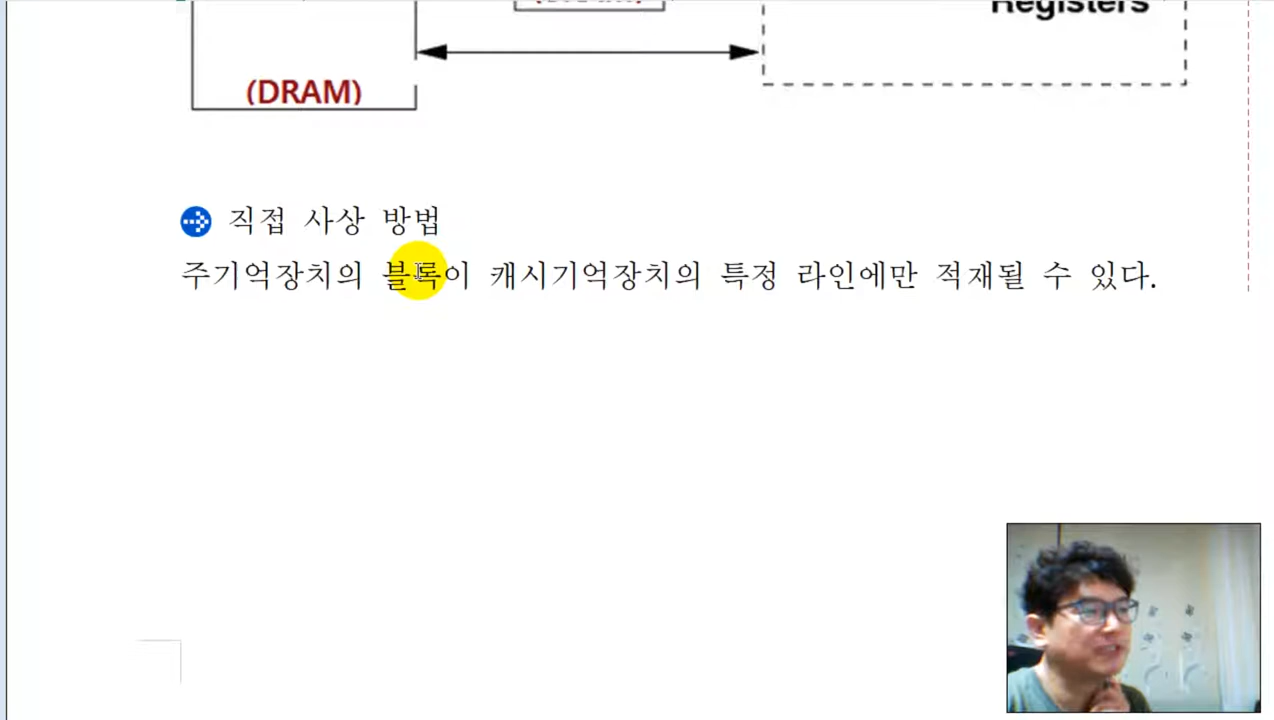 Registers
(DRAM)
직접 사상 방법
주기억장치의 블록이 캐시기억장치의 특정 라인에만 적재될 수 있다.